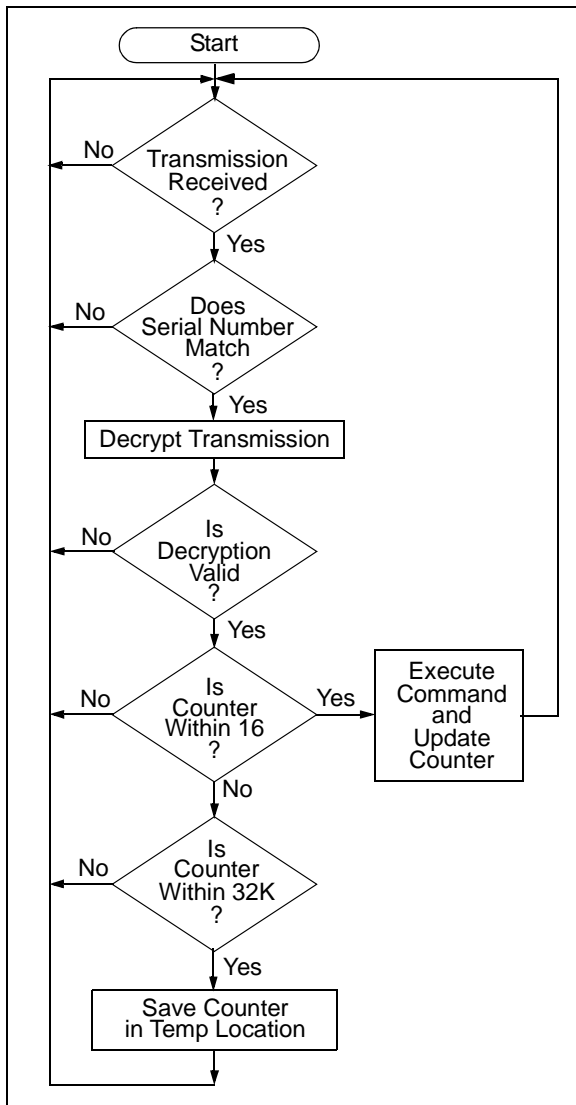 Start
No
Transmission
Received
?
Yes
No
Does
Serial Number
Match
?
Yes
Decrypt Transmission
No
Is
Decryption
Valid
?
Yes
No
Is
Counter
Within 16
?
Yes
Execute
Command
and
Update
Counter
No
No
Is
Counter
Within 32K
?
Yes
Save Counter
in Temp Location